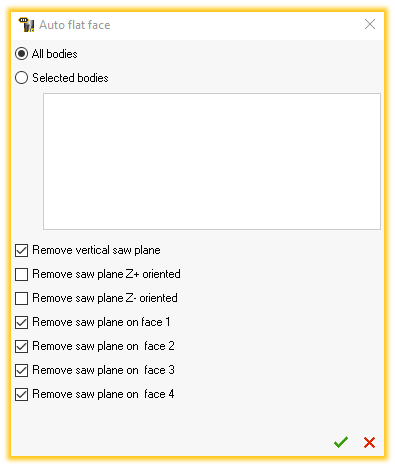 Auto flat face
All bodies
Selected bodies
Remove vertical saw plane
Remove saw plane Z+ oriented
Remove saw plane Z- oriented
Remove saw plane on face 1
Remove saw plane on  face 2
Remove saw plane on  face 3
Remove saw plane on  face 4